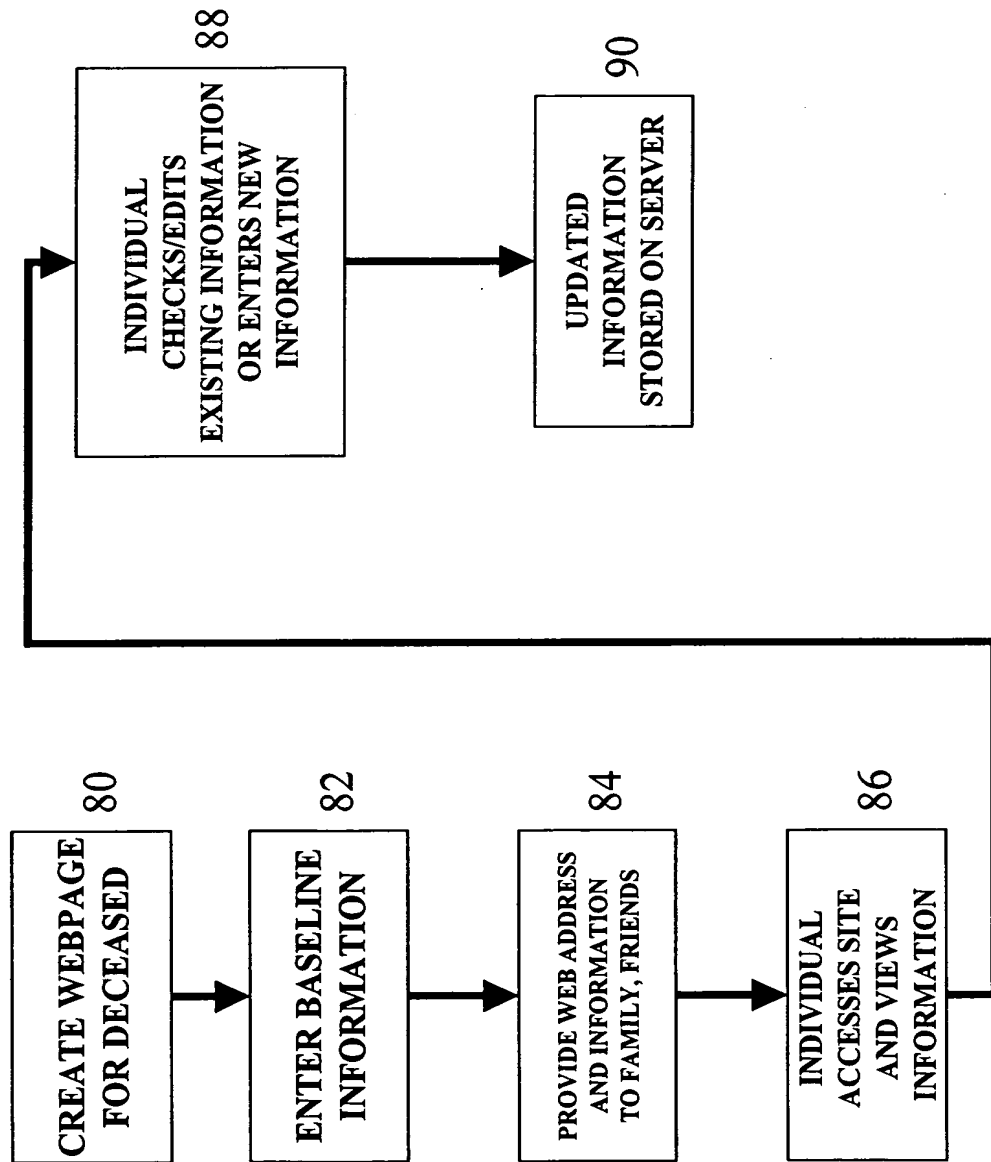 CREATE WEBPAGE
FOR DECEASED
80
ENTER BASELINE
INFORMATION
82
PROVIDE WEB ADDRESS
AND INFORMATION
TO FAMILY, FRIENDS
84
INDIVIDUAL
ACCESSES SITE
AND VIEWS
INFORMATION
86
INDIVIDUAL
CHECKS/EDITS
EXISTING INFORMATION
OR ENTERS NEW
INFORMATION
88
UPDATED
INFORMATION
STORED ON SERVER
90